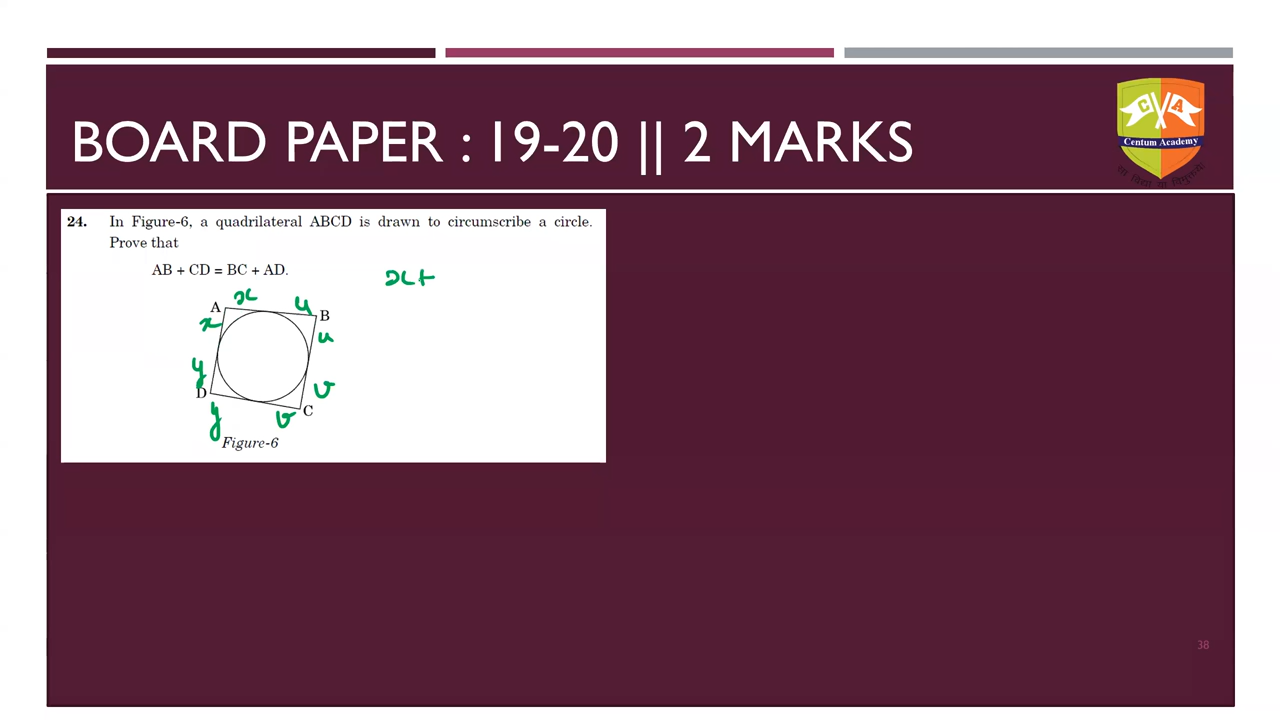 BOARD PAPER : 19-20 || 2 MARKS
C A
Centum Academy
24. In Figure-6, a quadrilateral ABCD is drawn to circumscribe a circle.
Prove that
AB + CD = BC + AD.
x+
A x u B
x u
y v
D
y v C
Figure-6
38